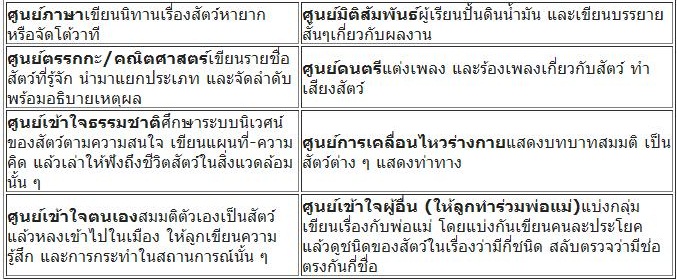 ศูนย์ภาษาเขียนนิทานเรื่องสัตว์หายาก
หรือจัดโต้วาที
ศูนย์มิติสัมพันธ์ผู้เรียนปั้นดินน้ำมัน และเขียนบรรยาย
สั้นๆเกี่ยวกับผลงาน
ศูนย์ตรรกกะ/คณิตศาสตร์เขียนรายชื่อ
สัตว์ที่รู้จัก นำมาแยกประเภท และจัดลำดับ
พร้อมอธิบายเหตุผล
ศูนย์ดนตรีแต่งเพลง และร้องเพลงเกี่ยวกับสัตว์ ทำ
เสียงสัตว์
ศูนย์เข้าใจธรรมชาติศึกษาระบบนิเวศน์
ของสัตว์ตามความสนใจ เขียนแผนที่-ความ
คิด แล้วเล่าให้ฟังถึงชีวิตสัตว์ในสิ่งแวดล้อม
นั้น ๆ
ศูนย์การเคลื่อนไหวร่างกายแสดงบทบาทสมมติ เป็น
สัตว์ต่าง ๆ แสดงท่าทาง
ศูนย์เข้าใจตนเองสมมติตัวเองเป็นสัตว์
แล้วหลงเข้าไปในเมือง ให้ลูกเขียนความ
รู้สึก และการกระทำในสถานการณ์นั้น ๆ
ศูนย์เข้าใจผู้อื่น (ให้ลูกทำร่วมพ่อแม่)แบ่งกลุ่ม
เขียนเรื่องกับพ่อแม่ โดยแบ่งกันเขียนคนละประโยค
แล้วดูชนิดของสัตว์ในเรื่องว่ามีกี่ชนิด สลับตรวจว่ามีชื่อ
ตรงกันกี่ชื่อ